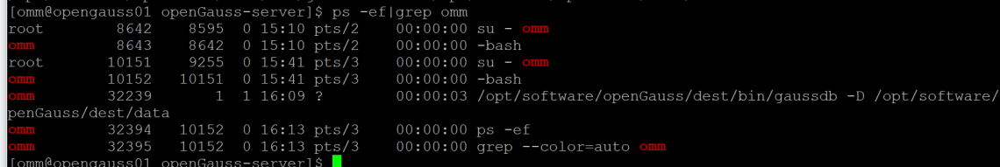 [omm@opengauss01 openGauss-server]$ ps -ef|grep omm
root 8642 8595 0 15:10 pts/2 00:00:00 su - omm
omm 8643 8642 0 15:10 pts/2 00:00:00 -bash
root 10151 9255 0 15:41 pts/3 00:00:00 su - omm
omm 10152 10151 0 15:41 pts/3 00:00:00 -bash
omm 32239 1 1 16:09 ? 00:00:03 /opt/software/openGauss/dest/bin/gaussdb -D /opt/software/
penGauss/dest/data
omm 32394 10152 0 16:13 pts/3 00:00:00 ps -ef
omm 32395 10152 0 16:13 pts/3 00:00:00 grep --color=auto omm
[omm@opengauss01 openGauss-server]$